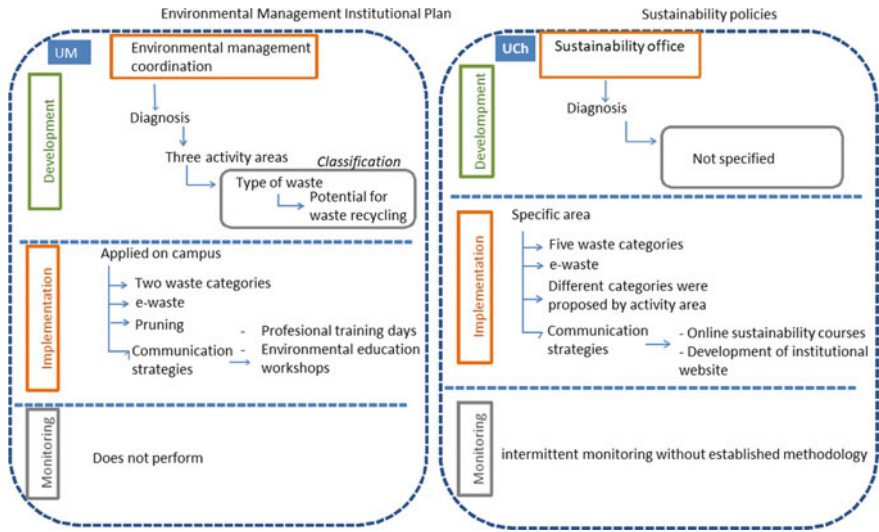 Environmental Management Institutional Plan
UM
Environmental management
coordination
Development
Diagnosis
Three activity areas
Classification
Type of waste
Potential for
waste recycling
Implementation
Applied on campus
Two waste categories
e-waste
Pruning
Communication
strategies
- Profesional training days
- Environmental education
workshops
Monitoring
Does not perform
Sustainability policies
UCh
Sustainability office
Develompment
Diagnosis
Not specified
Implementation
Specific area
Five waste categories
e-waste
Different categories were
proposed by activity area
Communication
strategies
- Online sustainability courses
- Development of institutional
website
Monitoring
intermittent monitoring without established methodology